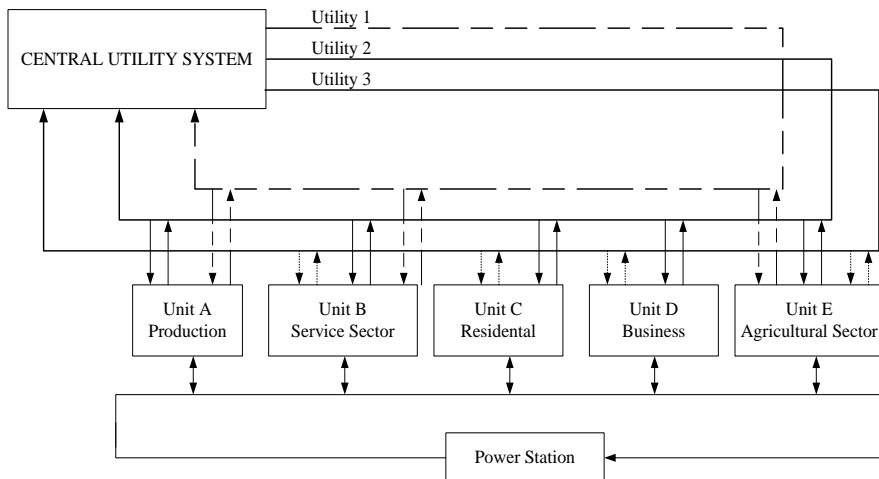 Utility 1
Utility 2
Utility 3
CENTRAL UTILITY SYSTEM
Unit A
Production
Unit B
Service Sector
Unit C
Residental
Unit D
Business
Unit E
Agricultural Sector
Power Station